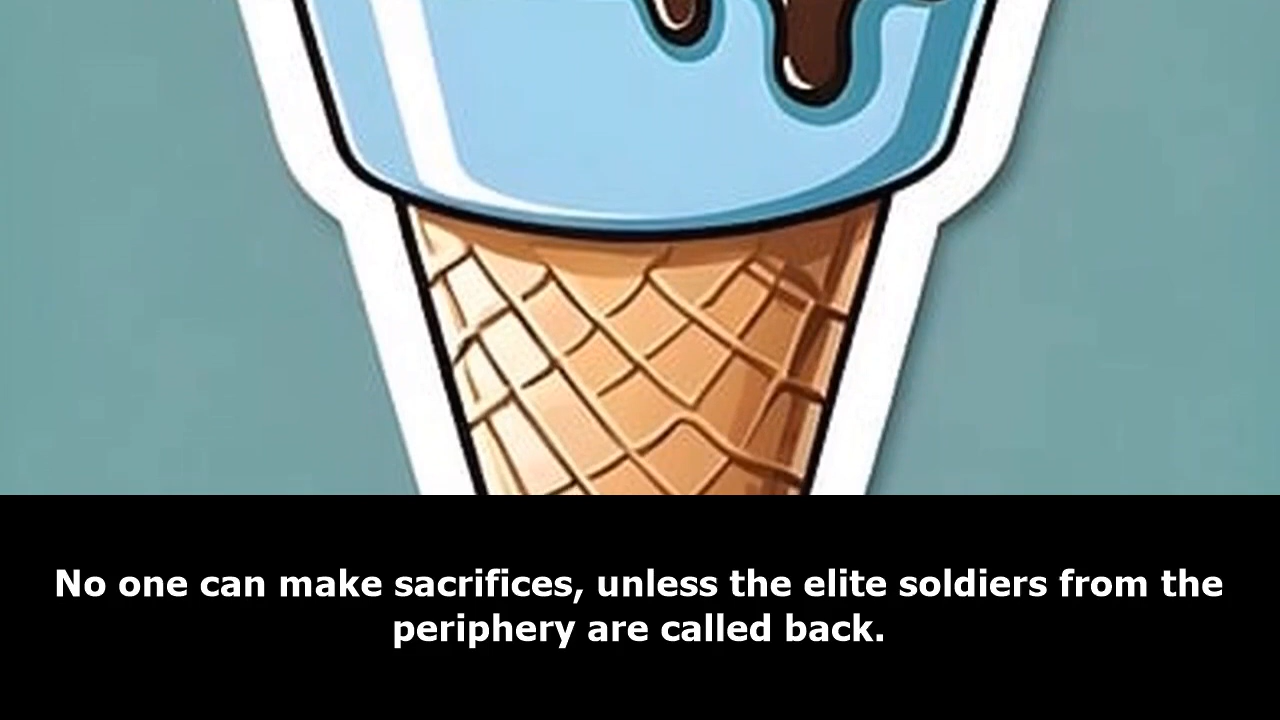 No one can make sacrifices, unless the elite soldiers from the
periphery are called back.